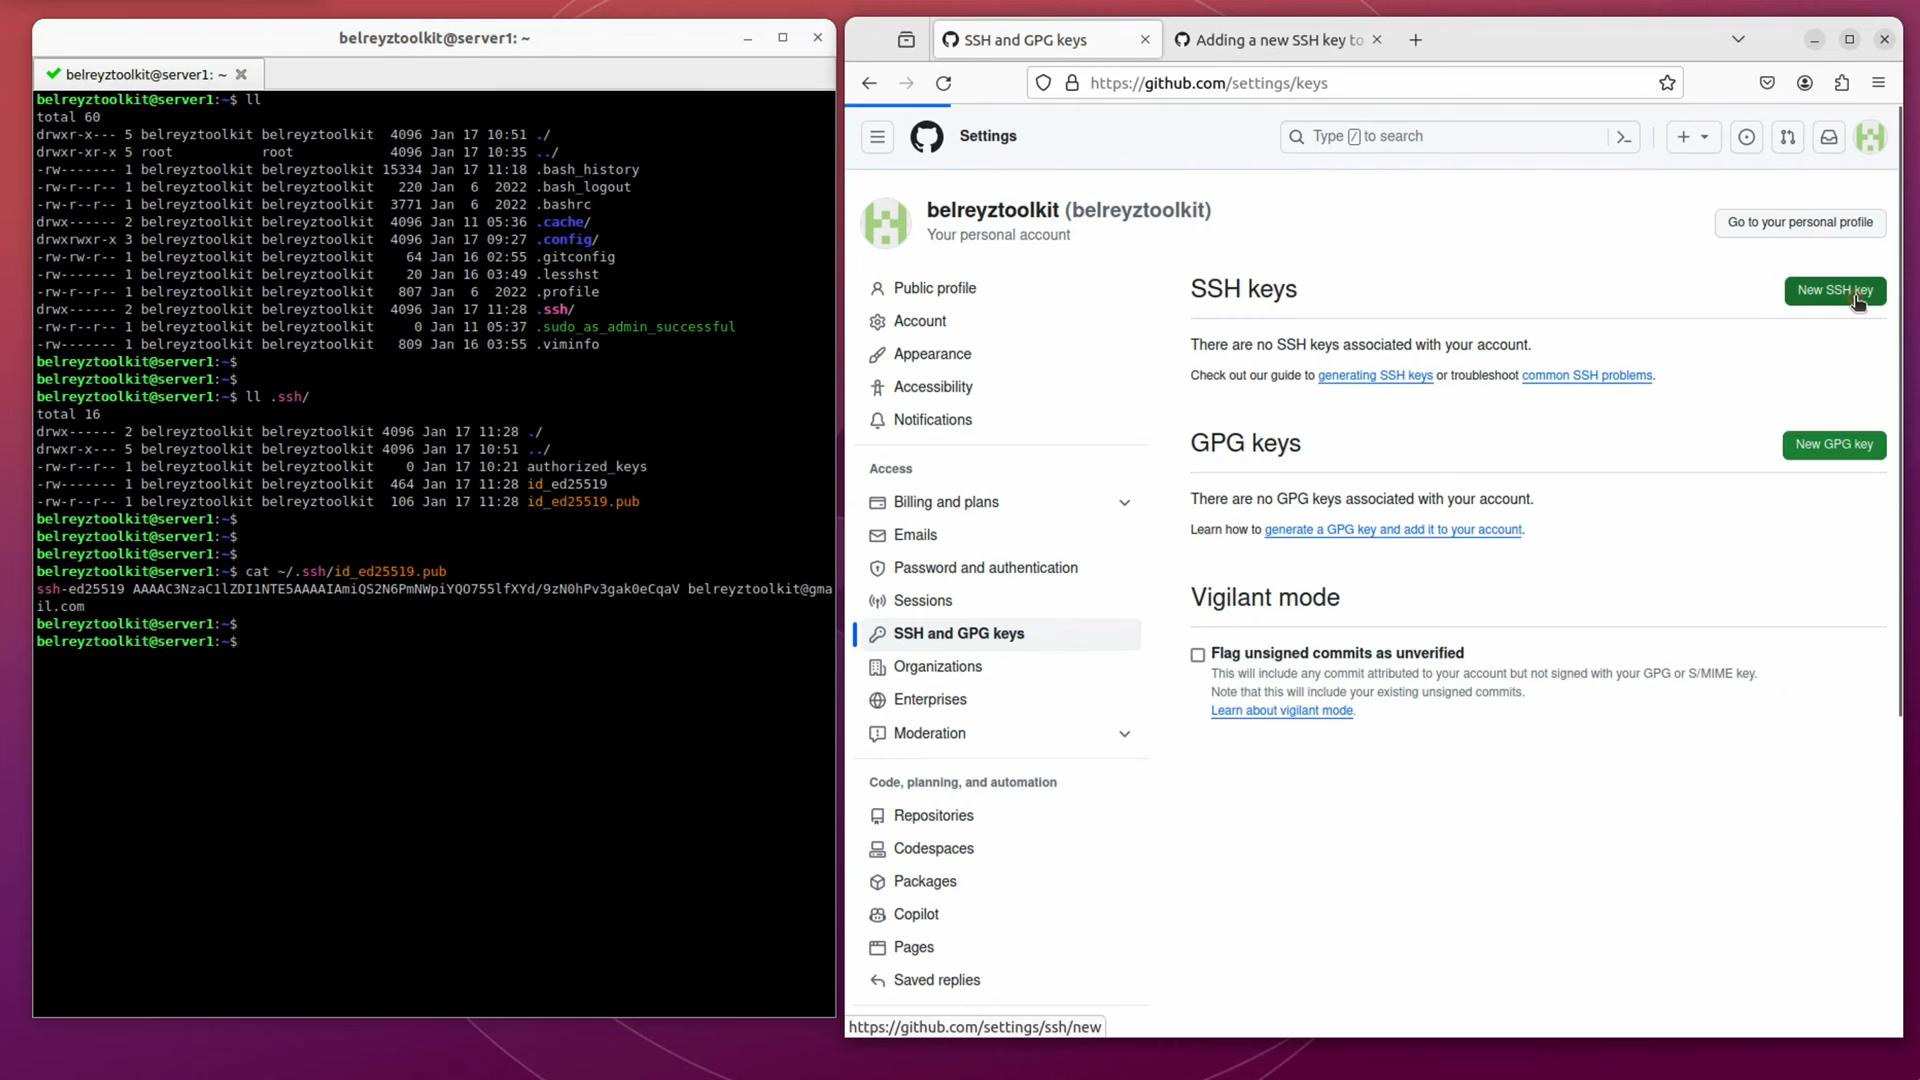 belreyztoolkit@server1: ~
belreyztoolkit@server1: ~
belreyztoolkit@server1:~$ ll
total 60
drwxr-x--- 5 belreyztoolkit belreyztoolkit 4096 Jan 17 10:51 ./
drwxr-xr-x 5 root root 4096 Jan 17 10:35 ../
-rw------- 1 belreyztoolkit belreyztoolkit 15334 Jan 17 11:18 .bash_history
-rw-r--r-- 1 belreyztoolkit belreyztoolkit 220 Jan 6 2022 .bash_logout
-rw-r--r-- 1 belreyztoolkit belreyztoolkit 3771 Jan 6 2022 .bashrc
drwx------ 2 belreyztoolkit belreyztoolkit 4096 Jan 11 05:36 .cache/
drwxrwxr-x 3 belreyztoolkit belreyztoolkit 4096 Jan 17 09:27 .config/
-rw-rw-r-- 1 belreyztoolkit belreyztoolkit 64 Jan 16 02:55 .gitconfig
-rw------- 1 belreyztoolkit belreyztoolkit 20 Jan 16 03:49 .lesshst
-rw-r--r-- 1 belreyztoolkit belreyztoolkit 807 Jan 6 2022 .profile
drwx------ 2 belreyztoolkit belreyztoolkit 4096 Jan 17 11:28 .ssh/
-rw-r--r-- 1 belreyztoolkit belreyztoolkit 0 Jan 11 05:37 .sudo_as_admin_successful
-rw------- 1 belreyztoolkit belreyztoolkit 809 Jan 16 03:55 .viminfo
belreyztoolkit@server1:~$
belreyztoolkit@server1:~$
belreyztoolkit@server1:~$ ll .ssh/
total 16
drwx------ 2 belreyztoolkit belreyztoolkit 4096 Jan 17 11:28 ./
drwxr-x--- 5 belreyztoolkit belreyztoolkit 4096 Jan 17 10:51 ../
-rw-r--r-- 1 belreyztoolkit belreyztoolkit 0 Jan 17 10:21 authorized_keys
-rw------- 1 belreyztoolkit belreyztoolkit 464 Jan 17 11:28 id_ed25519
-rw-r--r-- 1 belreyztoolkit belreyztoolkit 106 Jan 17 11:28 id_ed25519.pub
belreyztoolkit@server1:~$
belreyztoolkit@server1:~$
belreyztoolkit@server1:~$
belreyztoolkit@server1:~$ cat ~/.ssh/id_ed25519.pub
ssh-ed25519 AAAAC3NzaC1lZDI1NTE5AAAAIAmiQS2N6PmNWpiYQO755lfXYd/9zN0hPv3gak0eCqaV belreyztoolkit@gma
il.com
belreyztoolkit@server1:~$
belreyztoolkit@server1:~$
SSH and GPG keys
Adding a new SSH key to
https://github.com/settings/keys
Settings
Type / to search
belreyztoolkit (belreyztoolkit)
Your personal account
Go to your personal profile
Public profile
Account
Appearance
Accessibility
Notifications
Access
Billing and plans
Emails
Password and authentication
Sessions
SSH and GPG keys
Organizations
Enterprises
Moderation
Code, planning, and automation
Repositories
Codespaces
Packages
Copilot
Pages
Saved replies
SSH keys
New SSH key
There are no SSH keys associated with your account.
Check out our guide to generating SSH keys or troubleshoot common SSH problems.
GPG keys
New GPG key
There are no GPG keys associated with your account.
Learn how to generate a GPG key and add it to your account.
Vigilant mode
Flag unsigned commits as unverified
This will include any commit attributed to your account but not signed with your GPG or S/MIME key.
Note that this will include your existing unsigned commits.
Learn about vigilant mode.
https://github.com/settings/ssh/new